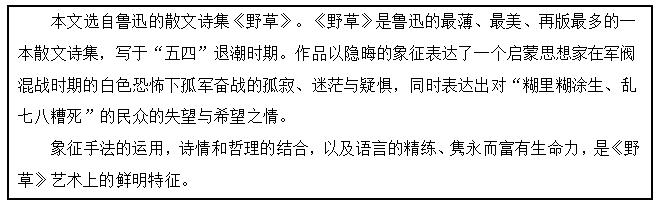 本文选自鲁迅的散文诗集《野草》。《野草》是鲁迅的最薄、最美、再版最多的一
本散文诗集，写于“五四”退潮时期。作品以隐晦的象征表达了一个启蒙思想家在军阀
混战时期的白色恐怖下孤军奋战的孤寂、迷茫与疑惧，同时表达出对“糊里糊涂生、乱
七八糟死”的民众的失望与希望之情。
象征手法的运用，诗情和哲理的结合，以及语言的精练、隽永而富有生命力，是《野
草》艺术上的鲜明特征。